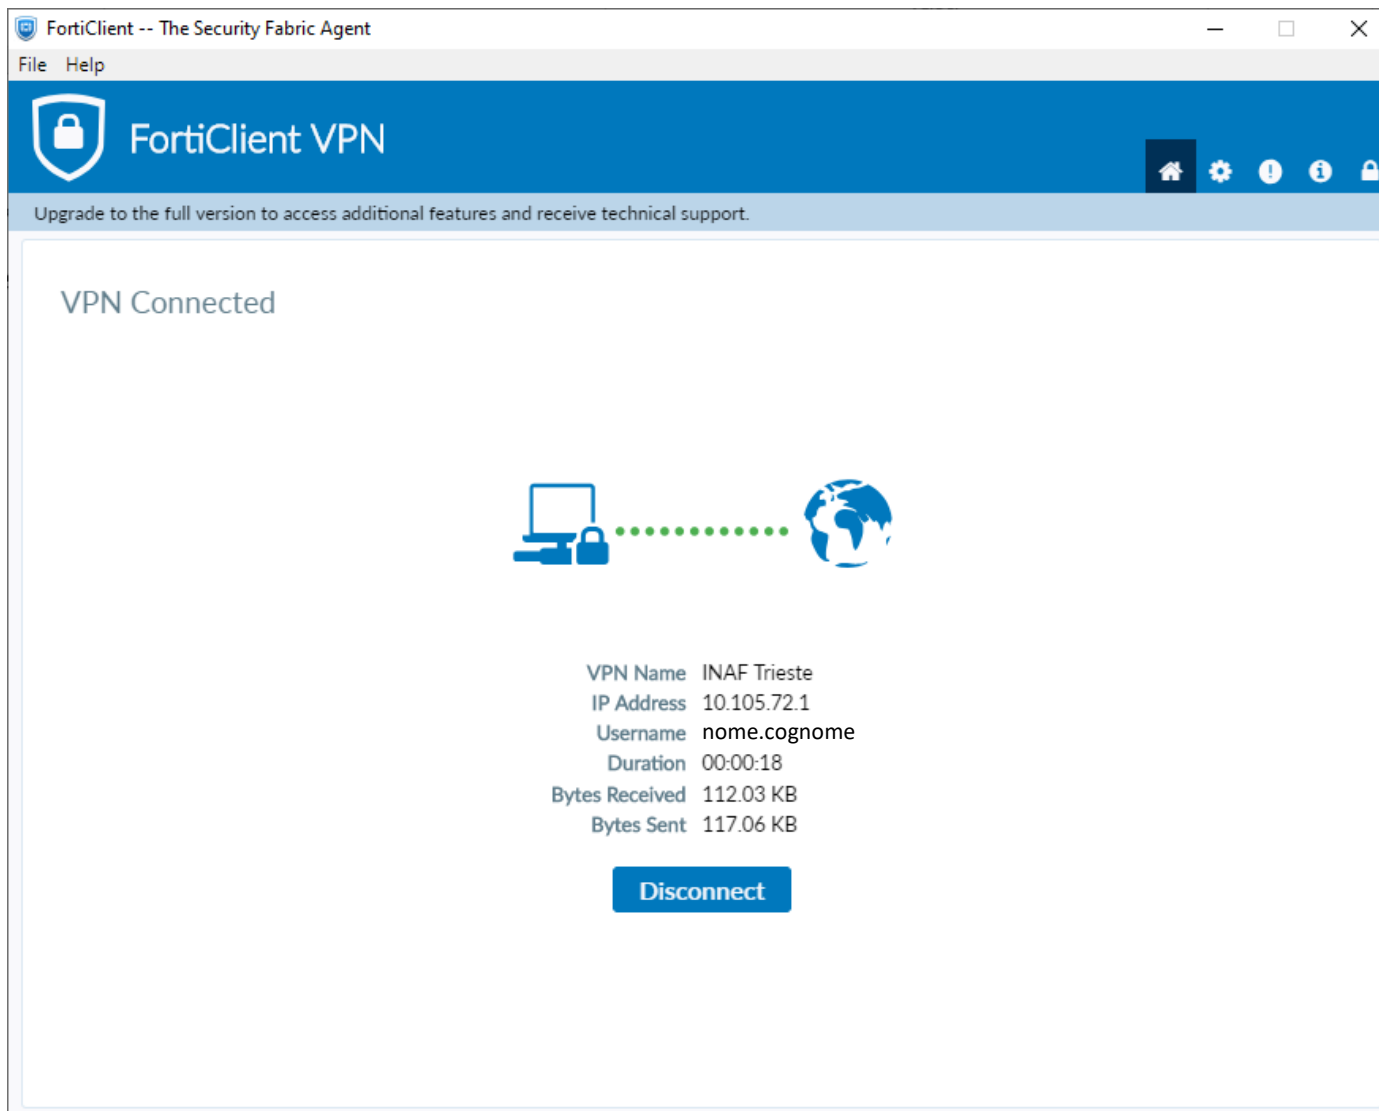 FortiClient -- The Security Fabric Agent
File Help
FortiClient VPN
Upgrade to the full version to access additional features and receive technical support.
VPN Connected
VPN Name INAF Trieste
IP Address 10.105.72.1
Username nome.cognome
Duration 00:00:18
Bytes Received 112.03 KB
Bytes Sent 117.06 KB
Disconnect